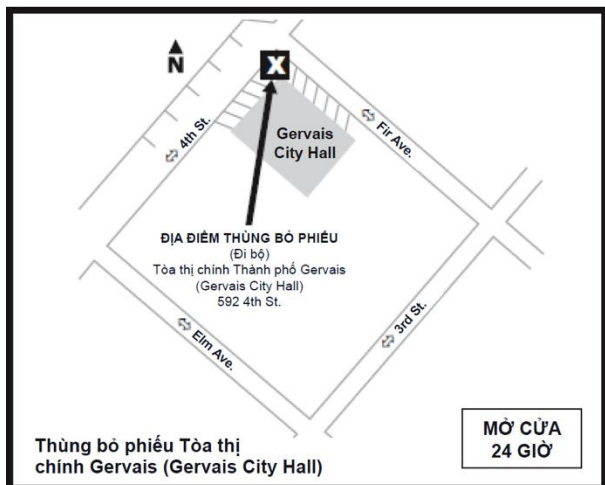 N
X
4th St.
Fir Ave.
Gervais
City Hall
ĐỊA ĐIỂM THÙNG BỎ PHIẾU
(Đi bộ)
Tòa thị chính Thành phố Gervais
(Gervais City Hall)
592 4th St.
Elm Ave.
3rd St.
Thùng bỏ phiếu Tòa thị
chính Gervais (Gervais City Hall)
MỞ CỬA
24 GIỜ